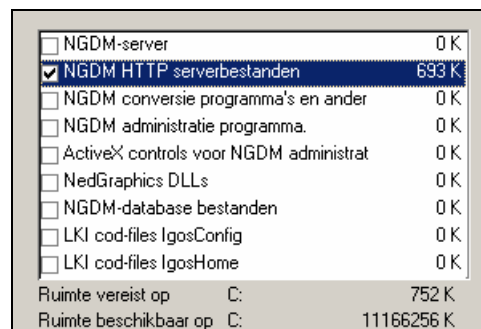 NGDM-server 0 K
NGDM HTTP serverbestanden 693 K
NGDM conversie programma's en ander 0 K
NGDM administratie programma. 0 K
ActiveX controls voor NGDM administrat 0 K
NedGraphics DLLs 0 K
NGDM-database bestanden 0 K
LKI cod-files IgosConfig 0 K
LKI cod-files IgosHome 0 K
Ruimte vereist op C: 752 K
Ruimte beschikbaar op C: 11166256 K